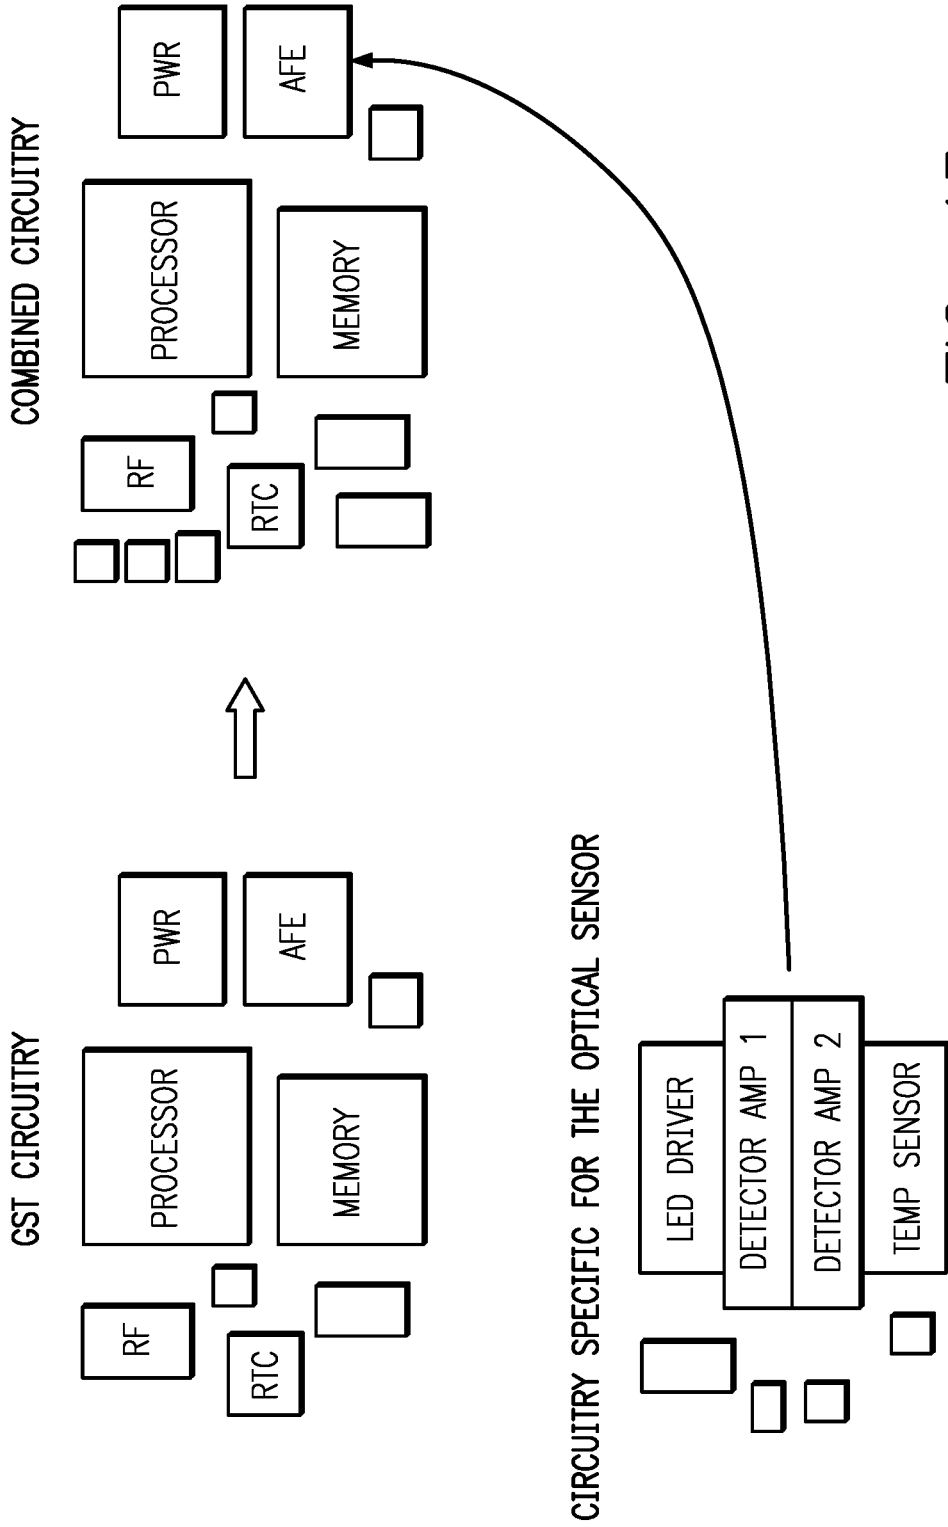 GST CIRCUITRY
RF
RTC
PROCESSOR
MEMORY
PWR
AFE
COMBINED CIRCUITRY
RF
RTC
PROCESSOR
MEMORY
PWR
AFE
CIRCUITRY SPECIFIC FOR THE OPTICAL SENSOR
LED DRIVER
DETECTOR AMP 1
DETECTOR AMP 2
TEMP SENSOR